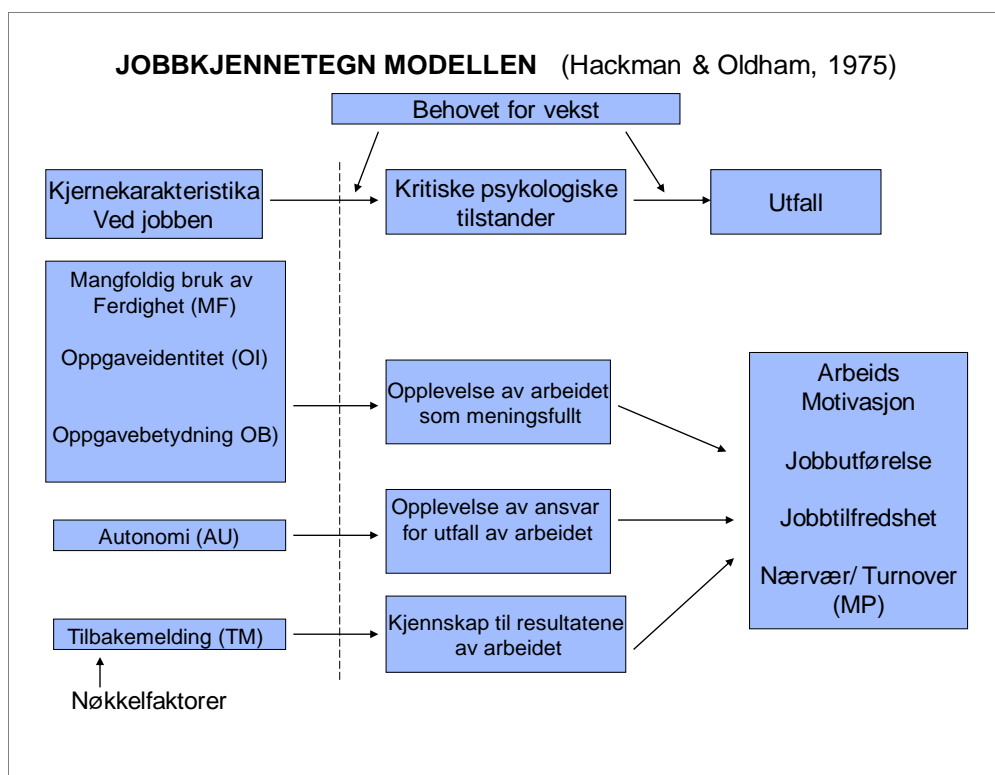 JOBBKJENNETEGN MODELLEN (Hackman & Oldham, 1975)
Behovet for vekst
Kjernekarakteristika
Ved jobben
Kritiske psykologiske
tilstander
Utfall
Mangfoldig bruk av
Ferdighet (MF)
Oppgaveidentitet (OI)
Oppgavebetydning OB)
Opplevelse av arbeidet
som meningsfullt
Arbeids
Motivasjon
Jobbutførelse
Jobbtilfredshet
Nærvær/ Turnover
(MP)
Autonomi (AU)
Opplevelse av ansvar
for utfall av arbeidet
Tilbakemelding (TM)
Kjennskap til resultatene
av arbeidet
Nøkkelfaktorer